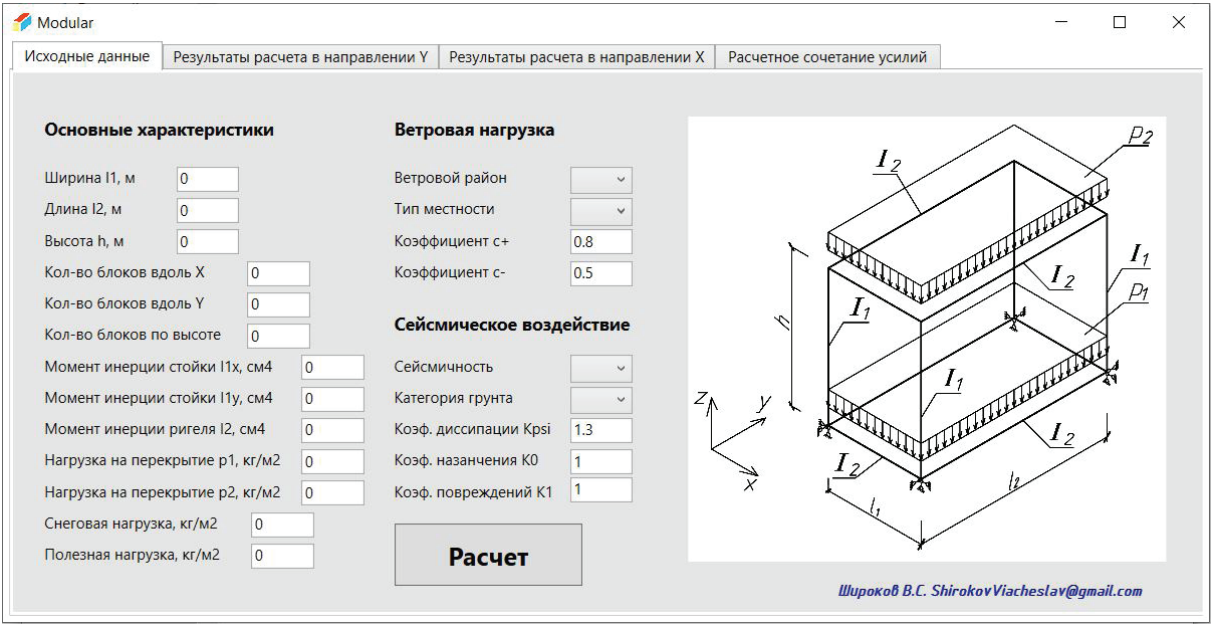 Modular
Исходные данные
Результаты расчета в направлении Y
Результаты расчета в направлении X
Расчетное сочетание усилий
Основные характеристики
Ширина l1, м 0
Длина l2, м 0
Высота h, м 0
Кол-во блоков вдоль X 0
Кол-во блоков вдоль Y 0
Кол-во блоков по высоте 0
Момент инерции стойки I1x, см4 0
Момент инерции стойки I1y, см4 0
Момент инерции ригеля I2, см4 0
Нагрузка на перекрытие p1, кг/м2 0
Нагрузка на перекрытие p2, кг/м2 0
Снеговая нагрузка, кг/м2 0
Полезная нагрузка, кг/м2 0
Ветровая нагрузка
Ветровой район
Тип местности
Коэффициент c+ 0.8
Коэффициент c- 0.5
Сейсмическое воздействие
Сейсмичность
Категория грунта
Коэф. диссипации Kpsi 1.3
Коэф. назанчения K0 1
Коэф. повреждений K1 1
Расчет
P2
I2
I1
I2
P1
I1
h
I1
z
y
x
I2
I2
l1
l2
Широков В.С. ShirokovViacheslav@gmail.com